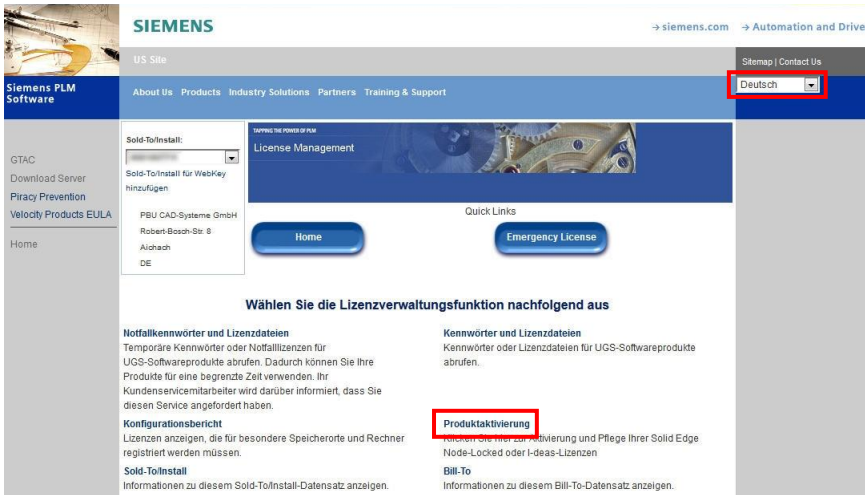 SIEMENS
→ siemens.com → Automation and Drive
US Site
Sitemap | Contact Us
Siemens PLM
Software
About Us Products Industry Solutions Partners Training & Support
Deutsch
GTAC
Download Server
Piracy Prevention
Velocity Products EULA
Home
Sold-To/Install:
Sold-To/Install für WebKey
hinzufügen
PBU CAD-Systeme GmbH
Robert-Bosch-Str. 8
Aichach
DE
TAPPING THE POWER OF PLM
License Management
Quick Links
Home
Emergency License
Wählen Sie die Lizenzverwaltungsfunktion nachfolgend aus
Notfallkennwörter und Lizenzdateien
Temporäre Kennwörter oder Notfalllizenzen für
UGS-Softwareprodukte abrufen. Dadurch können Sie Ihre
Produkte für eine begrenzte Zeit verwenden. Ihr
Kundenservicemitarbeiter wird darüber informiert, dass Sie
diesen Service angefordert haben.
Kennwörter und Lizenzdateien
Kennwörter oder Lizenzdateien für UGS-Softwareprodukte
abrufen.
Konfigurationsbericht
Lizenzen anzeigen, die für besondere Speicherorte und Rechner
registriert werden müssen.
Produktaktivierung
Klicken Sie hier zur Aktivierung und Pflege Ihrer Solid Edge
Node-Locked oder I-deas-Lizenzen
Sold-To/Install
Informationen zu diesem Sold-To/Install-Datensatz anzeigen.
Bill-To
Informationen zu diesem Bill-To-Datensatz anzeigen.